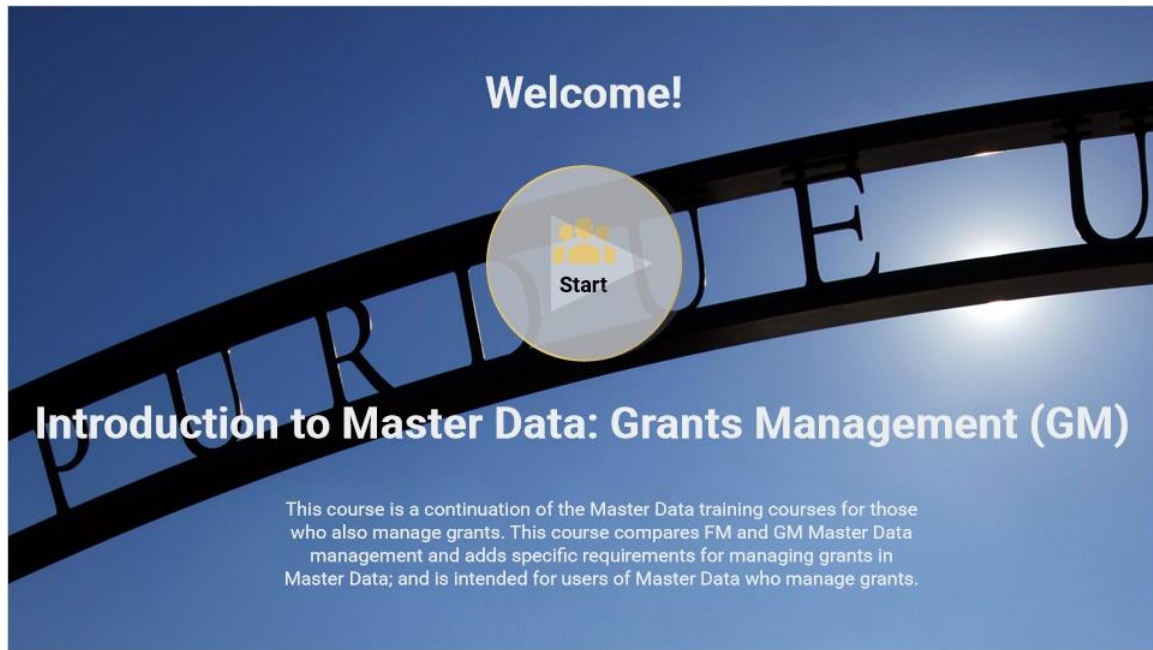 Welcome!
PURDUE U
Start
Introduction to Master Data: Grants Management (GM)
This course is a continuation of the Master Data training courses for those
who also manage grants. This course compares FM and GM Master Data
management and adds specific requirements for managing grants in
Master Data; and is intended for users of Master Data who manage grants.